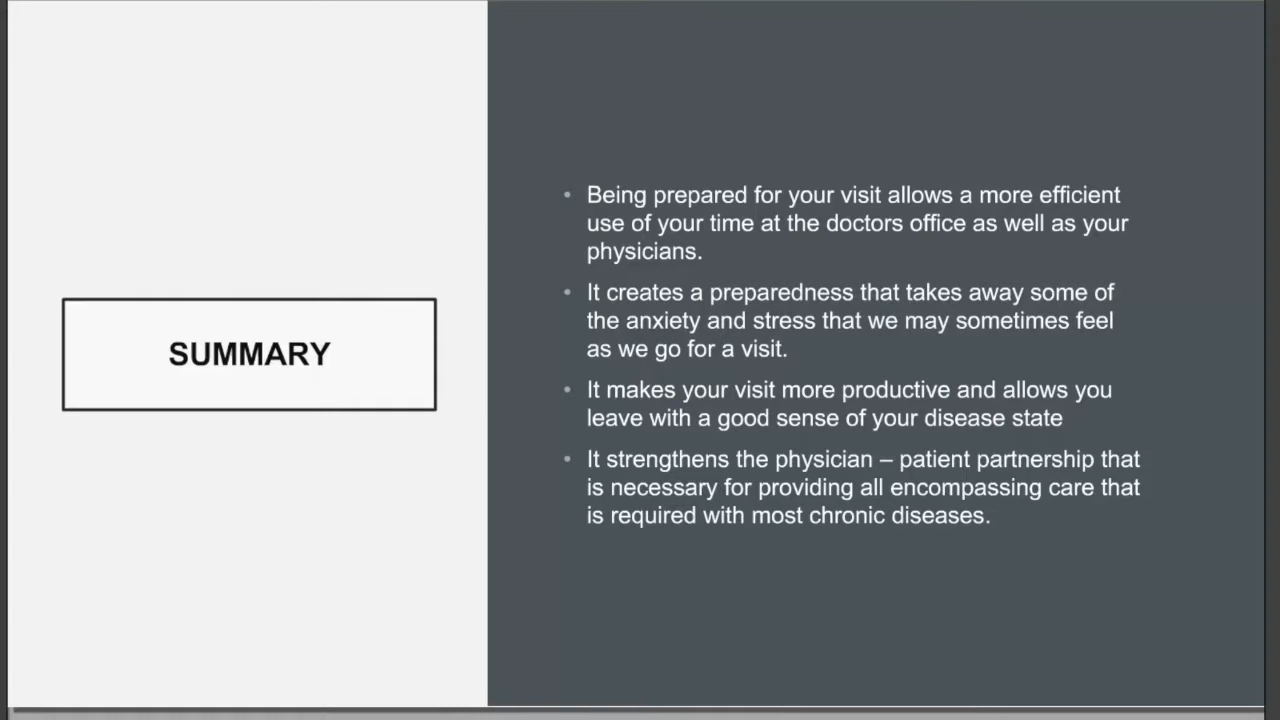 SUMMARY
• Being prepared for your visit allows a more efficient
use of your time at the doctors office as well as your
physicians.
• It creates a preparedness that takes away some of
the anxiety and stress that we may sometimes feel
as we go for a visit.
• It makes your visit more productive and allows you
leave with a good sense of your disease state
• It strengthens the physician – patient partnership that
is necessary for providing all encompassing care that
is required with most chronic diseases.